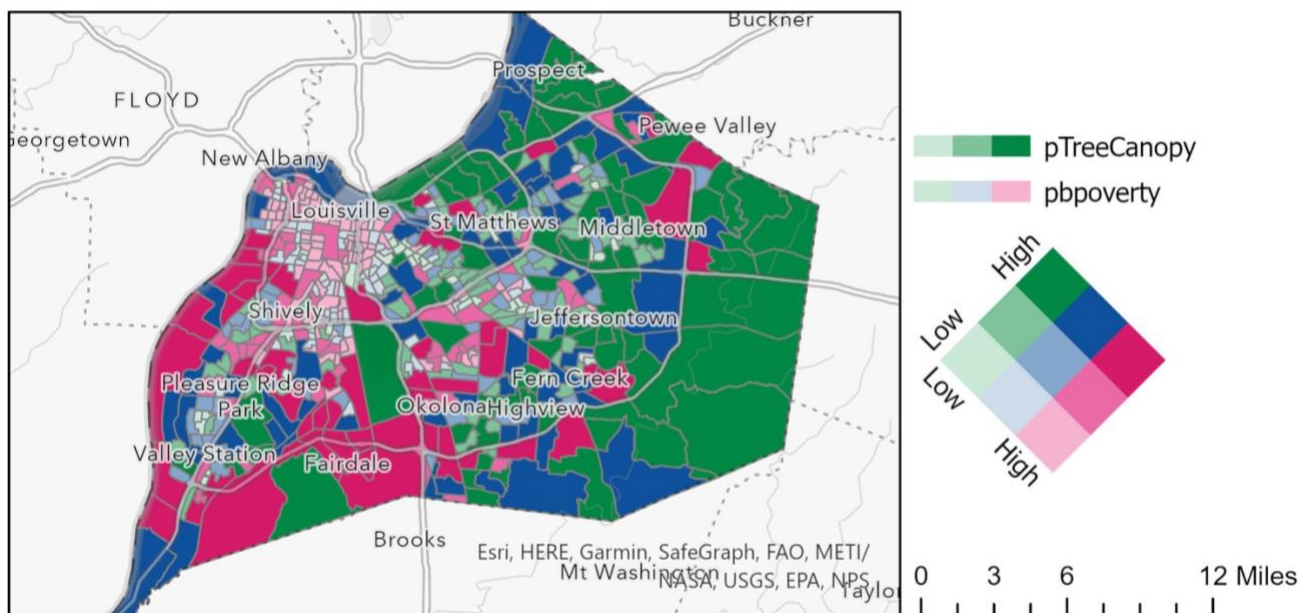 Buckner
Prospect
FLOYD
Pewee Valley
Georgetown
New Albany
Louisville
St Matthews
Middletown
Shively
Jeffersontown
Pleasure Ridge
Park
Fern Creek
Okolona
Highview
Valley Station
Fairdale
Brooks
Esri, HERE, Garmin, SafeGraph, FAO, METI/
NASA, USGS, EPA, NPS
Mt Washington
Taylor
pTreeCanopy
pbpoverty
High
Low
Low
High
0 3 6 12 Miles